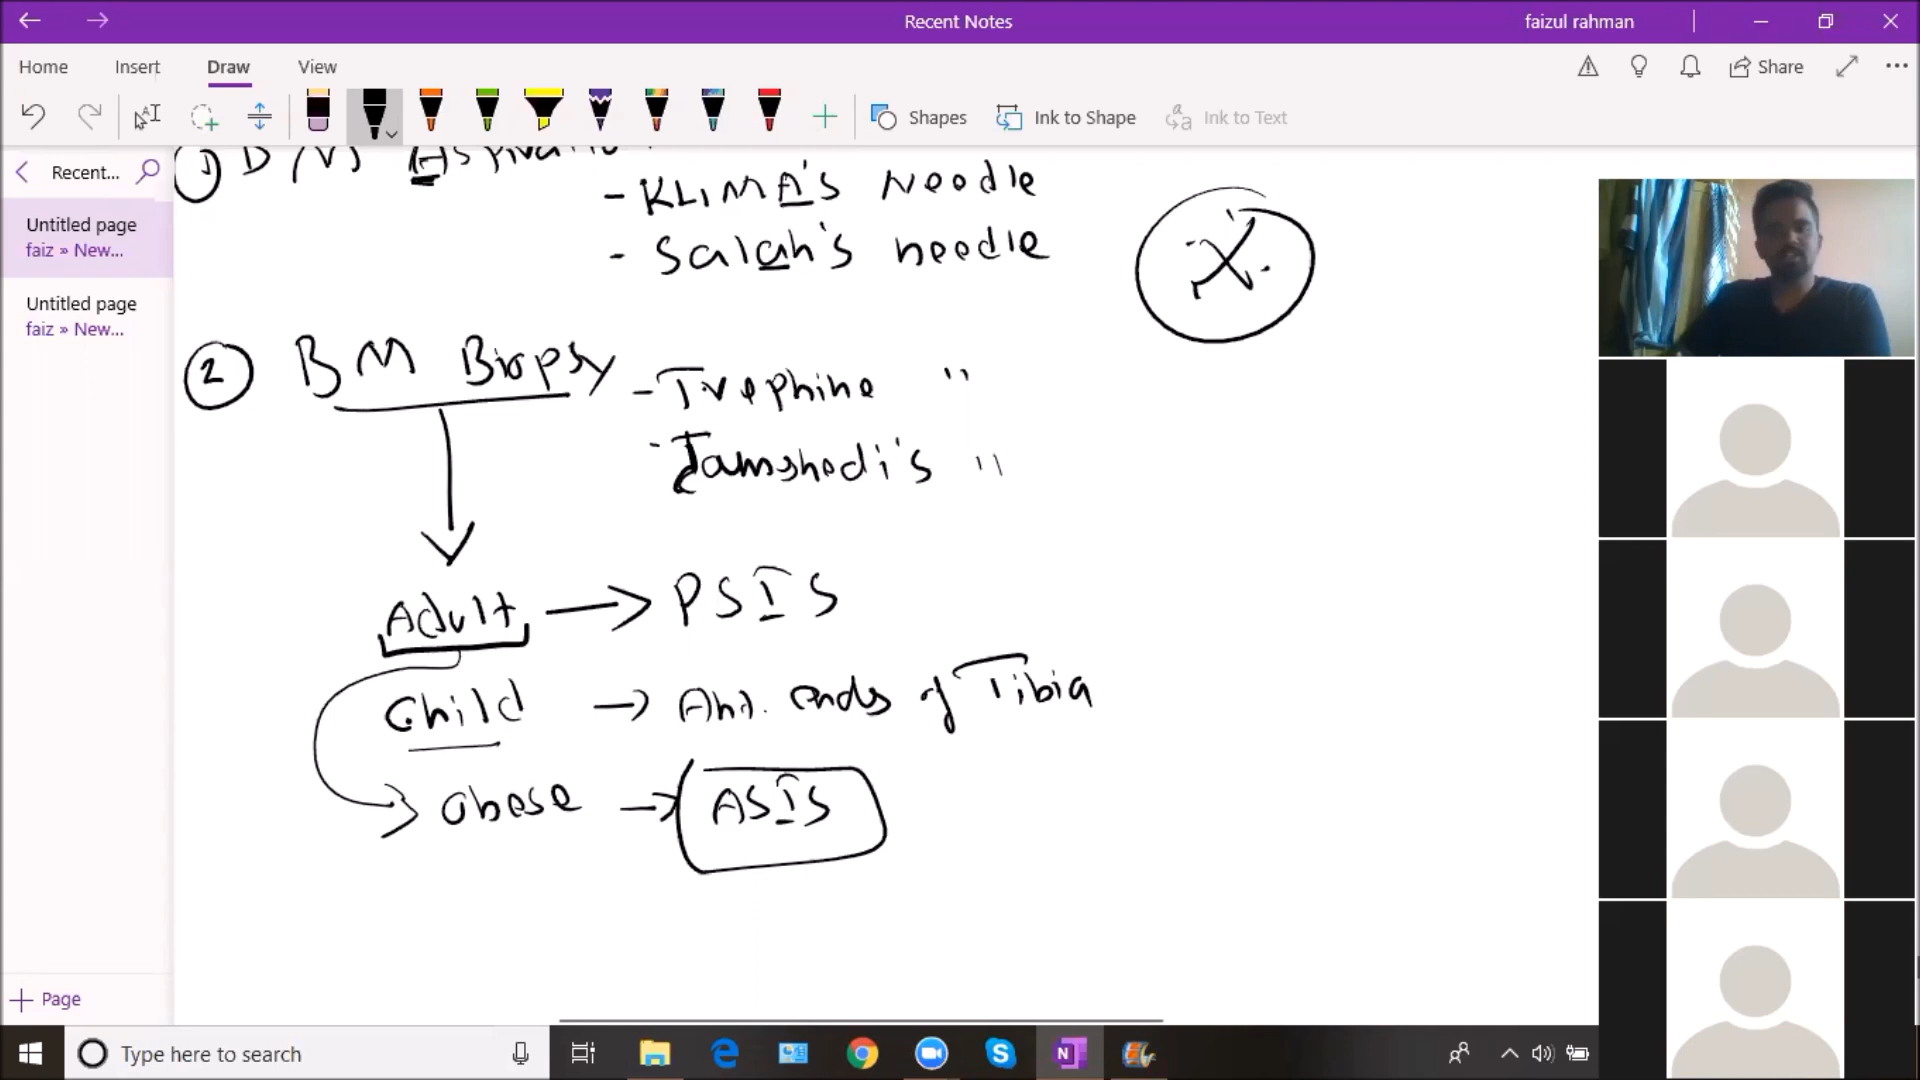 Recent Notes
faizul rahman
Home Insert Draw View
Share
Shapes
Ink to Shape
Ink to Text
Recent...
Untitled page
faiz » New...
Untitled page
faiz » New...
Page
1
- KLIMA's Needle
- Salah's needle
2 BM Biopsy - Trephine "
- Jamshedi's "
Adult → PSIS
Child → Ant. ends of Tibia
obese → ASIS
Type here to search